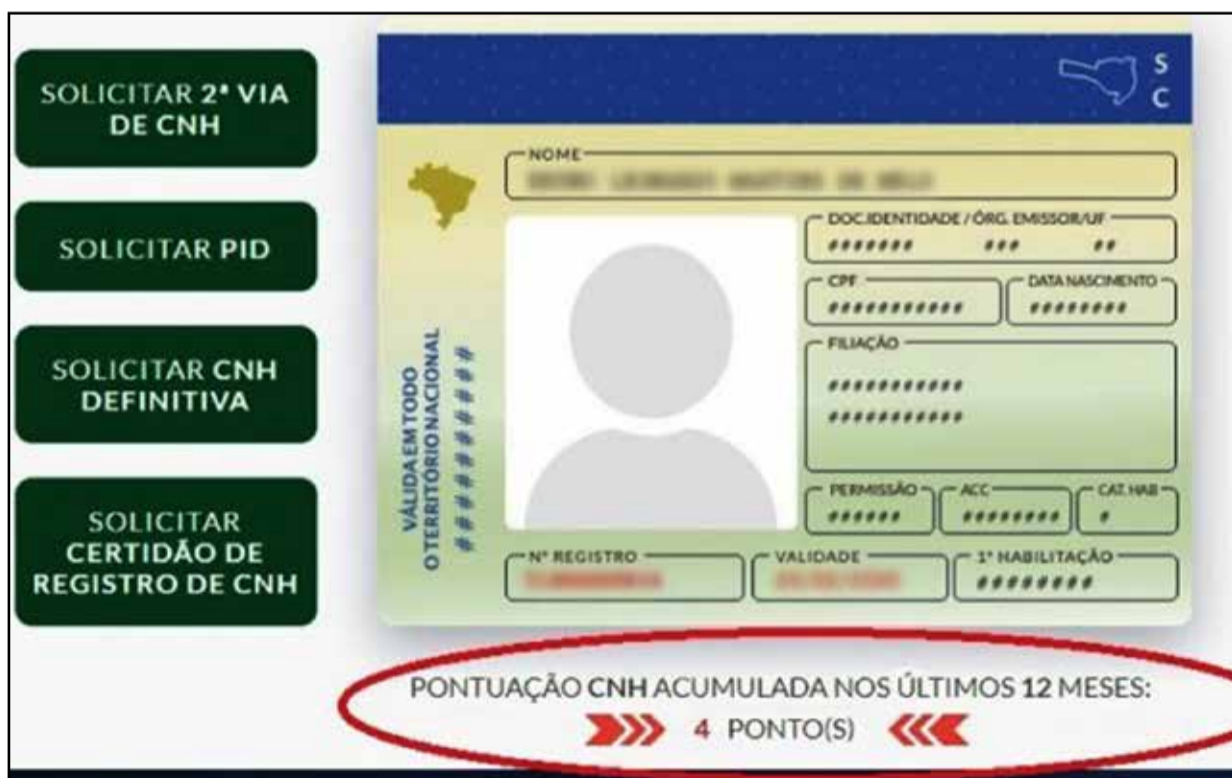 SOLICITAR 2ª VIA
DE CNH
SOLICITAR PID
SOLICITAR CNH
DEFINITIVA
SOLICITAR
CERTIDÃO DE
REGISTRO DE CNH
S
C
NOME
DOC.IDENTIDADE / ÓRG. EMISSOR/UF
####### ### ##
CPF
###########
DATA NASCIMENTO
########
FILIAÇÃO
###########
###########
PERMISSÃO
######
ACC
########
CAT. HAB
#
VÁLIDA EM TODO
O TERRITÓRIO NACIONAL
Nº REGISTRO
VALIDADE
1ª HABILITAÇÃO
########
PONTUAÇÃO CNH ACUMULADA NOS ÚLTIMOS 12 MESES:
4 PONTO(S)